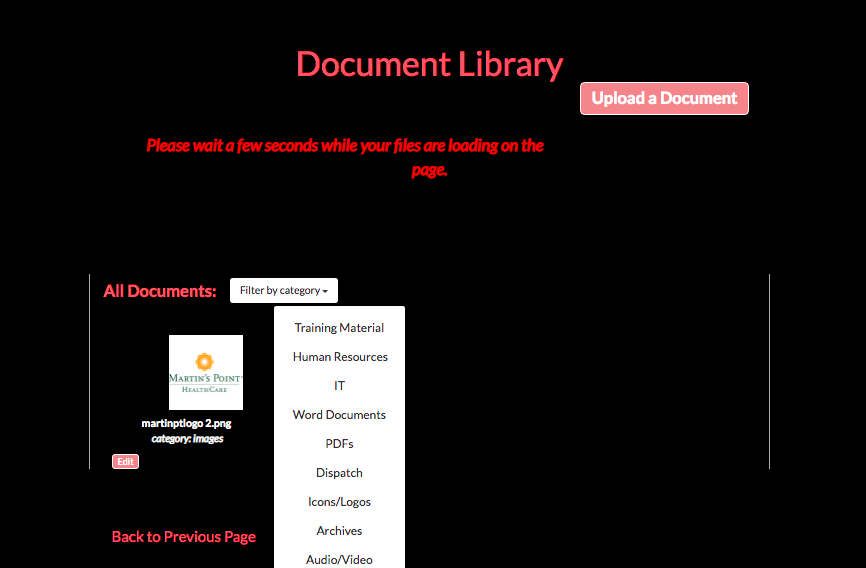 Document Library
Upload a Document
Please wait a few seconds while your files are loading on the
page.
All Documents:
Filter by category
Training Material
Human Resources
IT
Word Documents
PDFs
Dispatch
Icons/Logos
Archives
Audio/Video
MARTIN'S POINT
HEALTHCARE
martinptlogo 2.png
category: images
Edit
Back to Previous Page